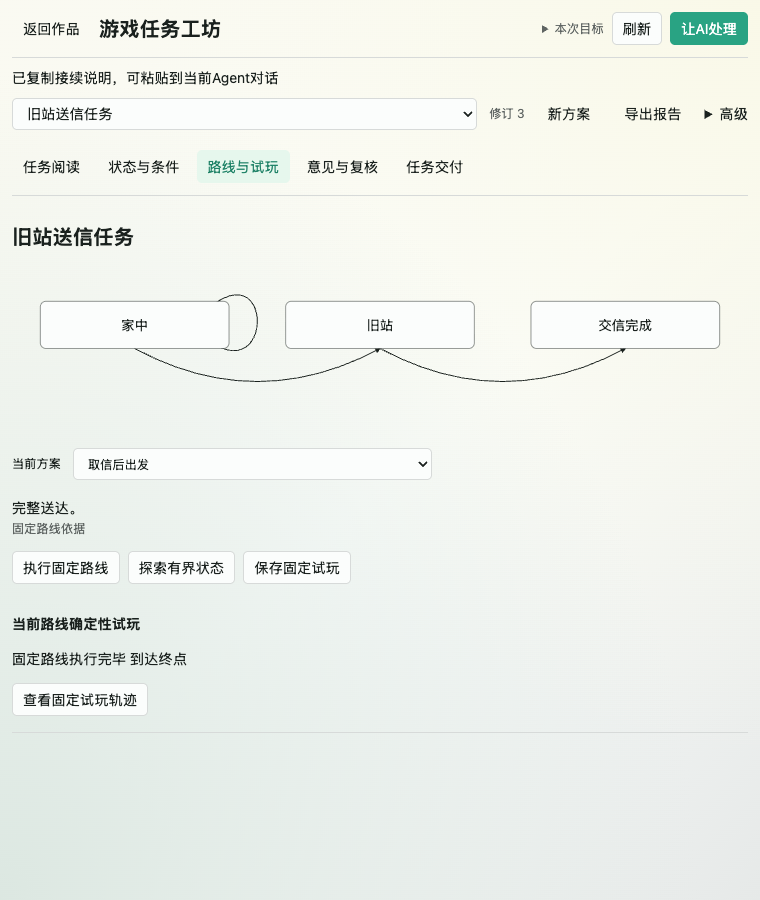 返回作品 游戏任务工坊 ▶ 本次目标 刷新 让AI处理
已复制接续说明，可粘贴到当前Agent对话
旧站送信任务 修订 3 新方案 导出报告 ▶ 高级
任务阅读 状态与条件 路线与试玩 意见与复核 任务交付
旧站送信任务
家中 旧站 交信完成
当前方案 取信后出发
完整送达。
固定路线依据
执行固定路线 探索有界状态 保存固定试玩
当前路线确定性试玩
固定路线执行完毕 到达终点
查看固定试玩轨迹